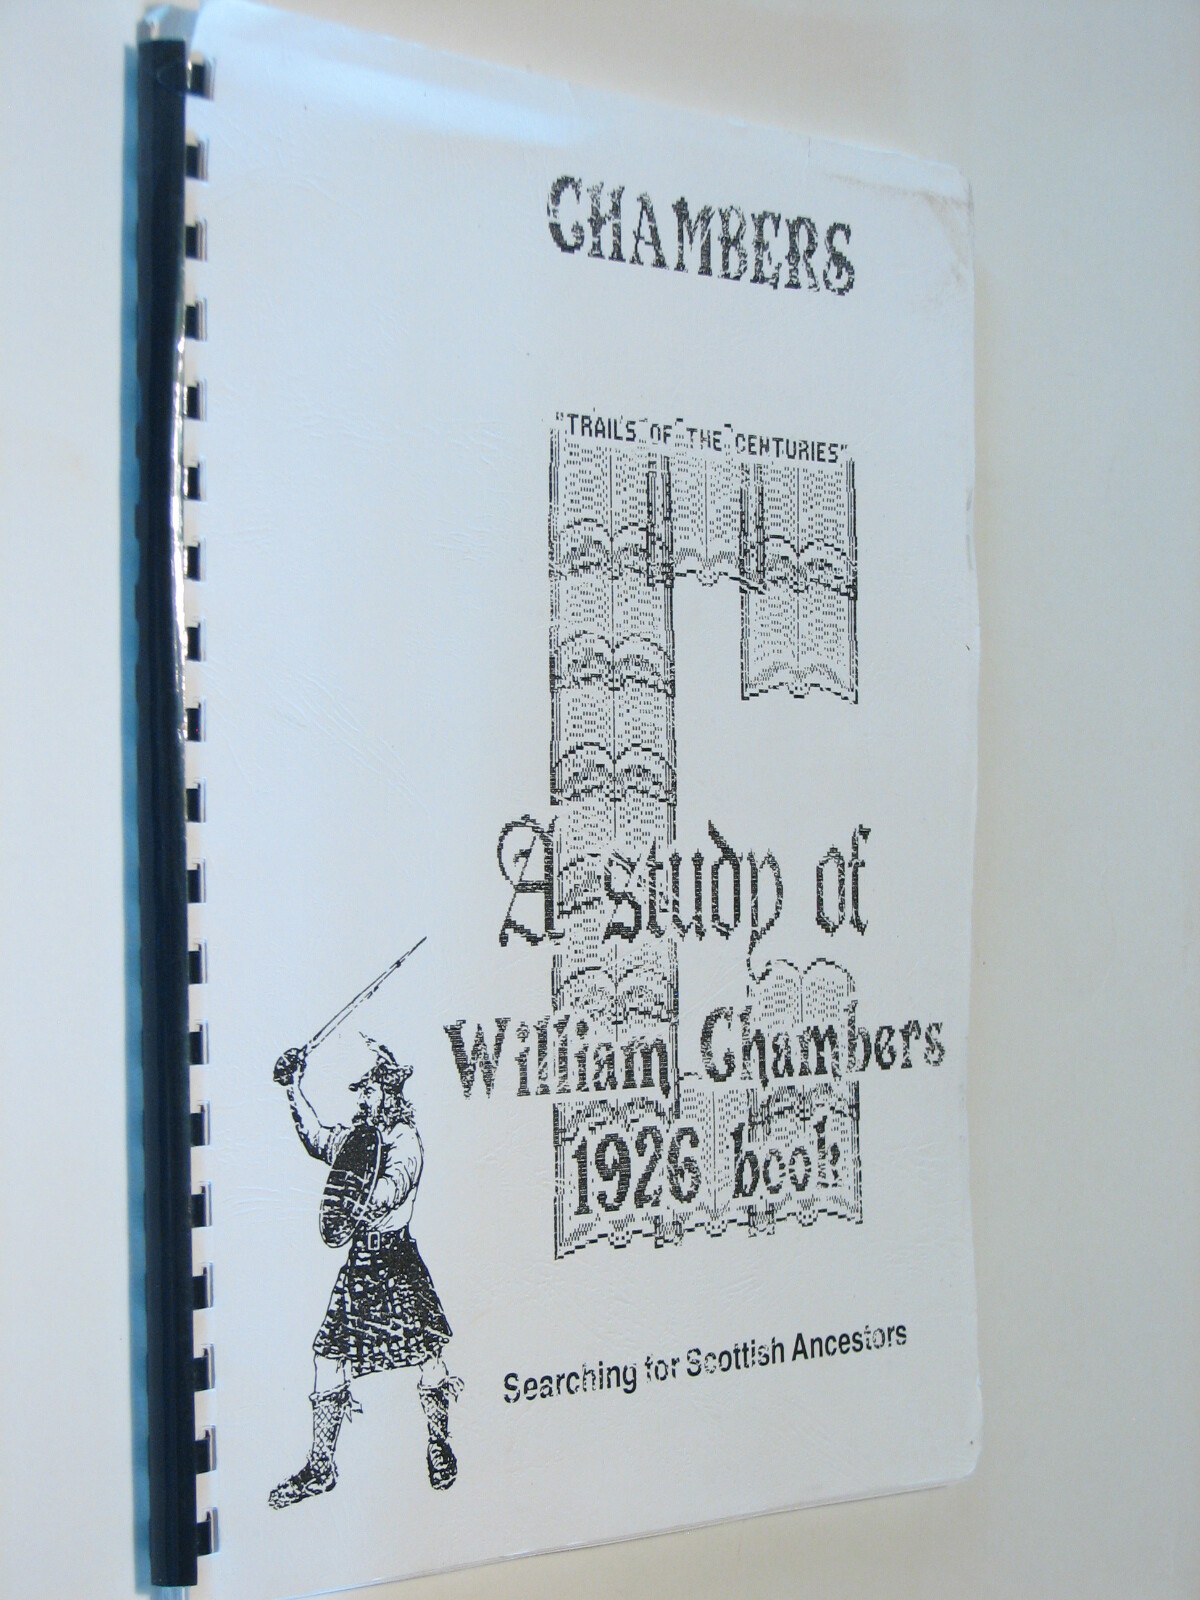 CHAMBERS
"TRAILS OF THE CENTURIES"
A study of
William Chambers
1926 book
Searching for Scottish Ancestors